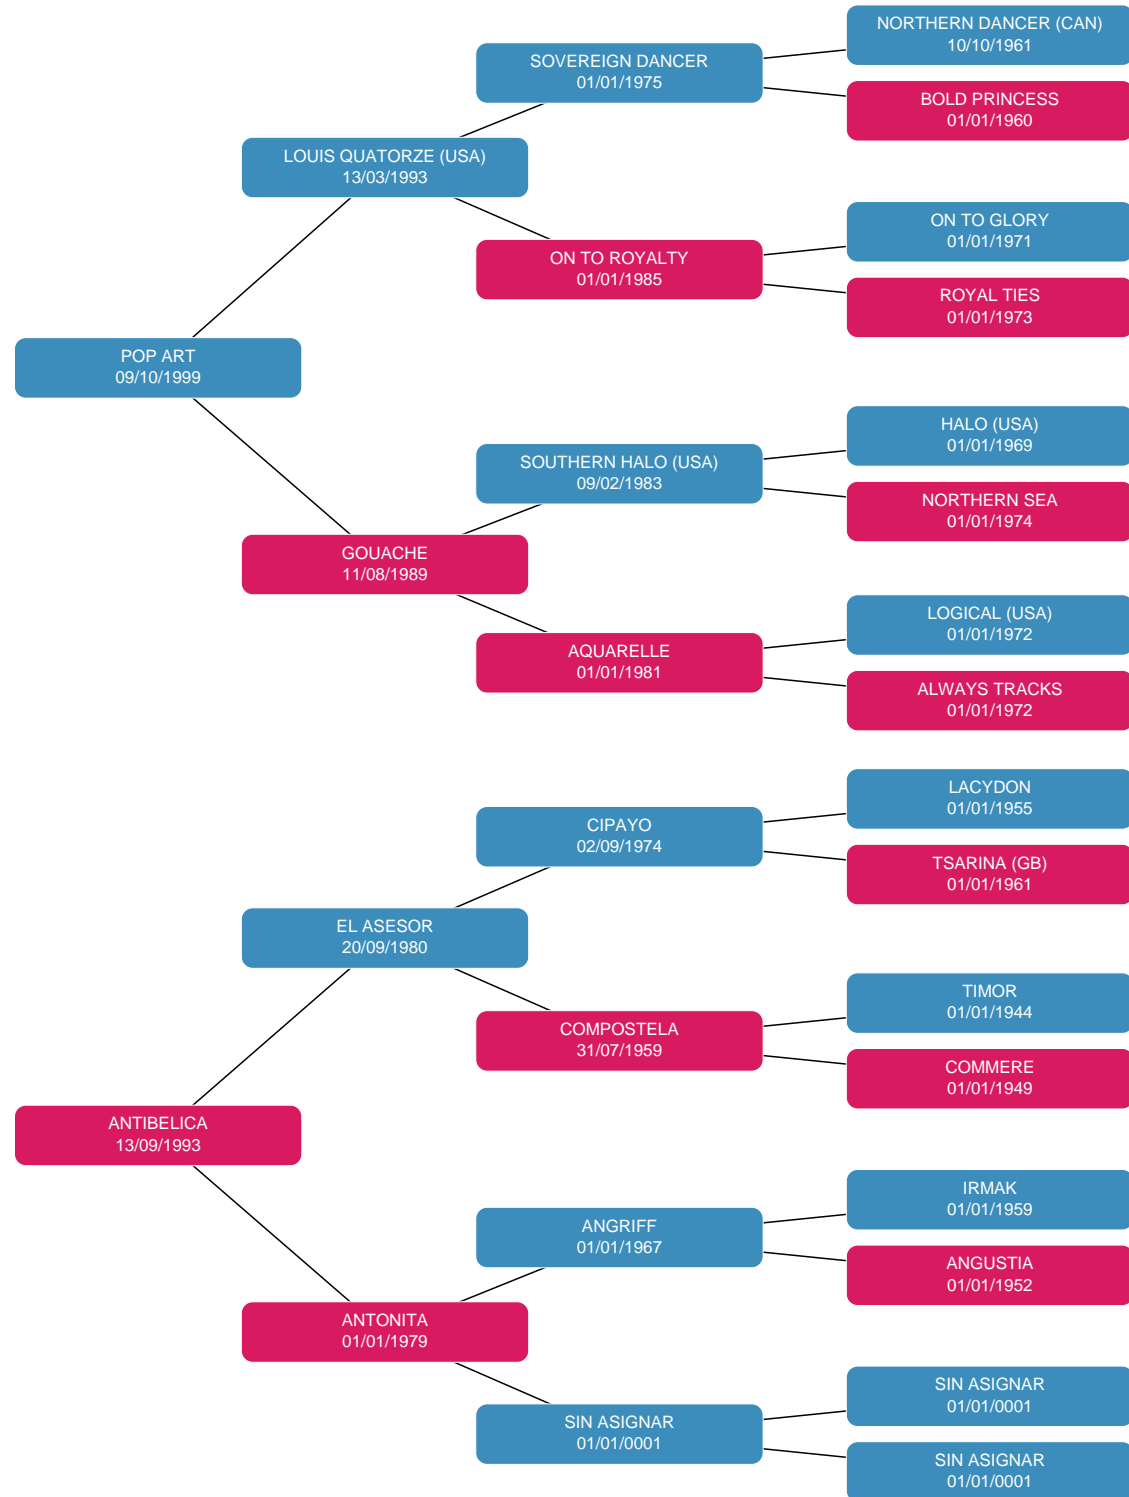 NORTHERN DANCER (CAN)
10/10/1961
SOVEREIGN DANCER
01/01/1975
BOLD PRINCESS
01/01/1960
LOUIS QUATORZE (USA)
13/03/1993
ON TO GLORY
01/01/1971
ON TO ROYALTY
01/01/1985
ROYAL TIES
01/01/1973
POP ART
09/10/1999
HALO (USA)
01/01/1969
SOUTHERN HALO (USA)
09/02/1983
NORTHERN SEA
01/01/1974
GOUACHE
11/08/1989
LOGICAL (USA)
01/01/1972
AQUARELLE
01/01/1981
ALWAYS TRACKS
01/01/1972
LACYDON
01/01/1955
CIPAYO
02/09/1974
TSARINA (GB)
01/01/1961
EL ASESOR
20/09/1980
TIMOR
01/01/1944
COMPOSTELA
31/07/1959
COMMERE
01/01/1949
ANTIBELICA
13/09/1993
IRMAK
01/01/1959
ANGRIFF
01/01/1967
ANGUSTIA
01/01/1952
ANTONITA
01/01/1979
SIN ASIGNAR
01/01/0001
SIN ASIGNAR
01/01/0001
SIN ASIGNAR
01/01/0001